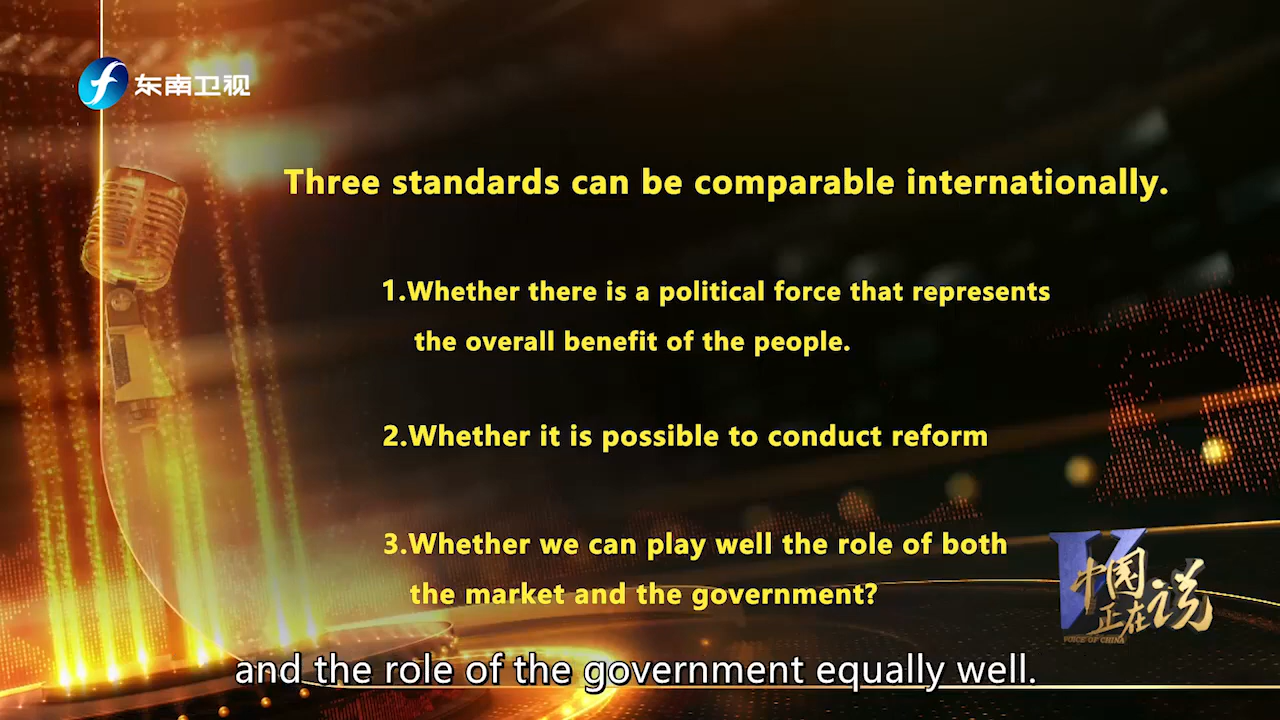 东南卫视
Three standards can be comparable internationally.
1.Whether there is a political force that represents
the overall benefit of the people.
2.Whether it is possible to conduct reform
3.Whether we can play well the role of both
the market and the government?
中国
正在说
VOICE OF CHINA
and the role of the government equally well.